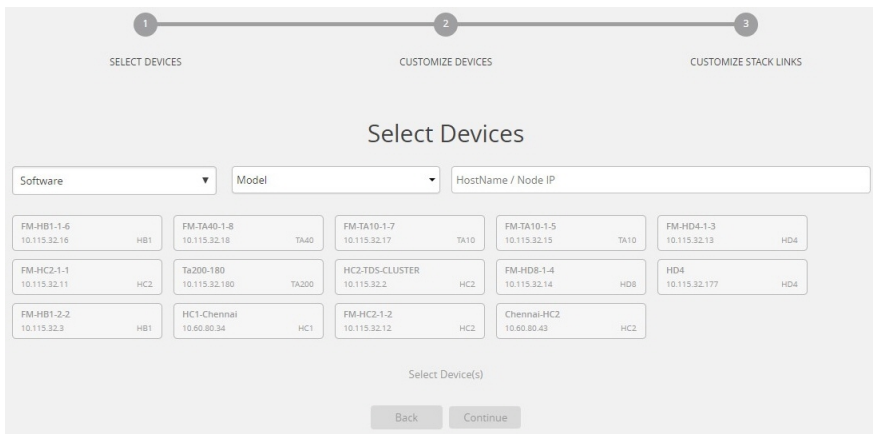 1 2 3
SELECT DEVICES CUSTOMIZE DEVICES CUSTOMIZE STACK LINKS
Select Devices
Software Model HostName / Node IP
FM-HB1-1-6 FM-TA40-1-8 FM-TA10-1-7 FM-TA10-1-5 FM-HD4-1-3
10.115.32.16 HB1 10.115.32.18 TA40 10.115.32.17 TA10 10.115.32.15 TA10 10.115.32.13 HD4
FM-HC2-1-1 Ta200-180 HC2-TDS-CLUSTER FM-HD8-1-4 HD4
10.115.32.11 HC2 10.115.32.180 TA200 10.115.32.2 HC2 10.115.32.14 HD8 10.115.32.177 HD4
FM-HB1-2-2 HC1-Chennai FM-HC2-1-2 Chennai-HC2
10.115.32.3 HB1 10.60.80.34 HC1 10.115.32.12 HC2 10.60.80.43 HC2
Select Device(s)
Back Continue